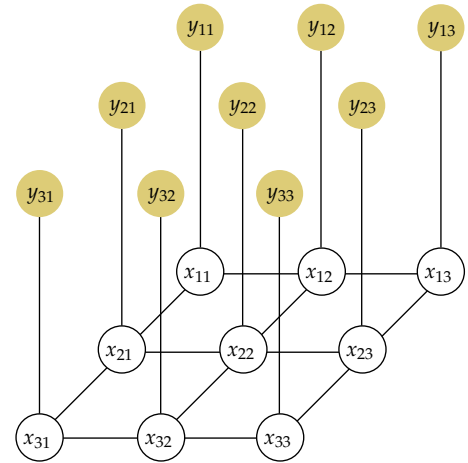 y₁₁ y₁₂ y₁₃
y₂₁ y₂₂ y₂₃
y₃₁ y₃₂ y₃₃
x₁₁ x₁₂ x₁₃
x₂₁ x₂₂ x₂₃
x₃₁ x₃₂ x₃₃